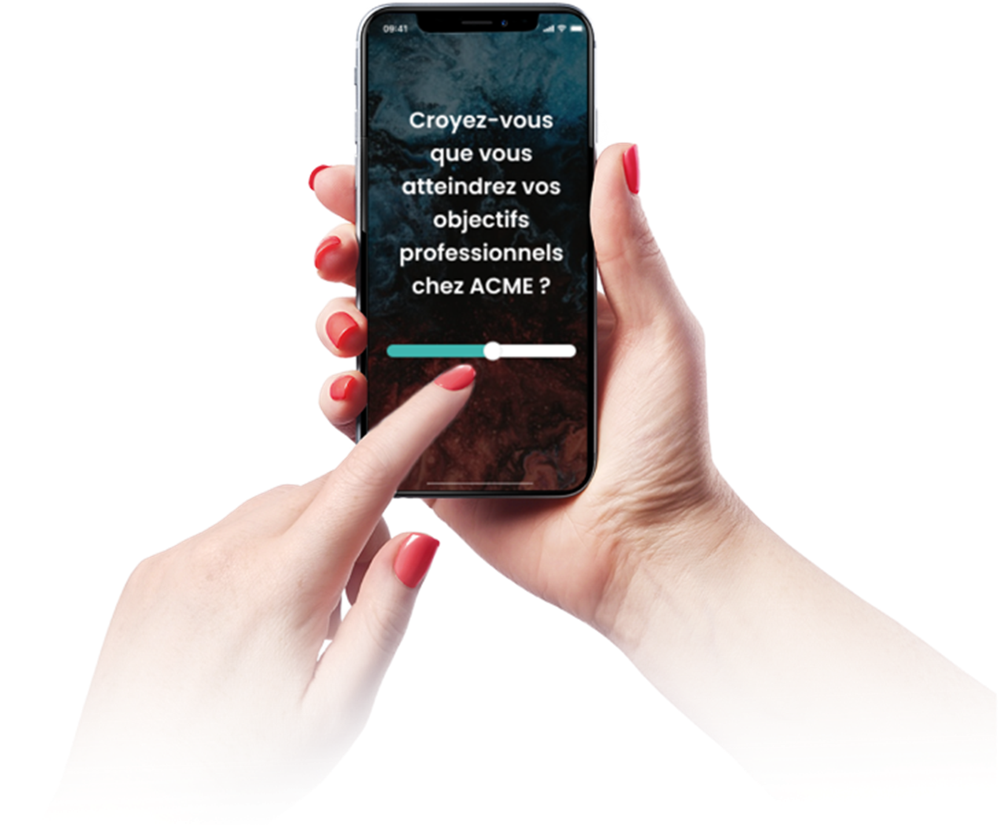 09:41
Croyez-vous
que vous
atteindrez vos
objectifs
professionnels
chez ACME ?